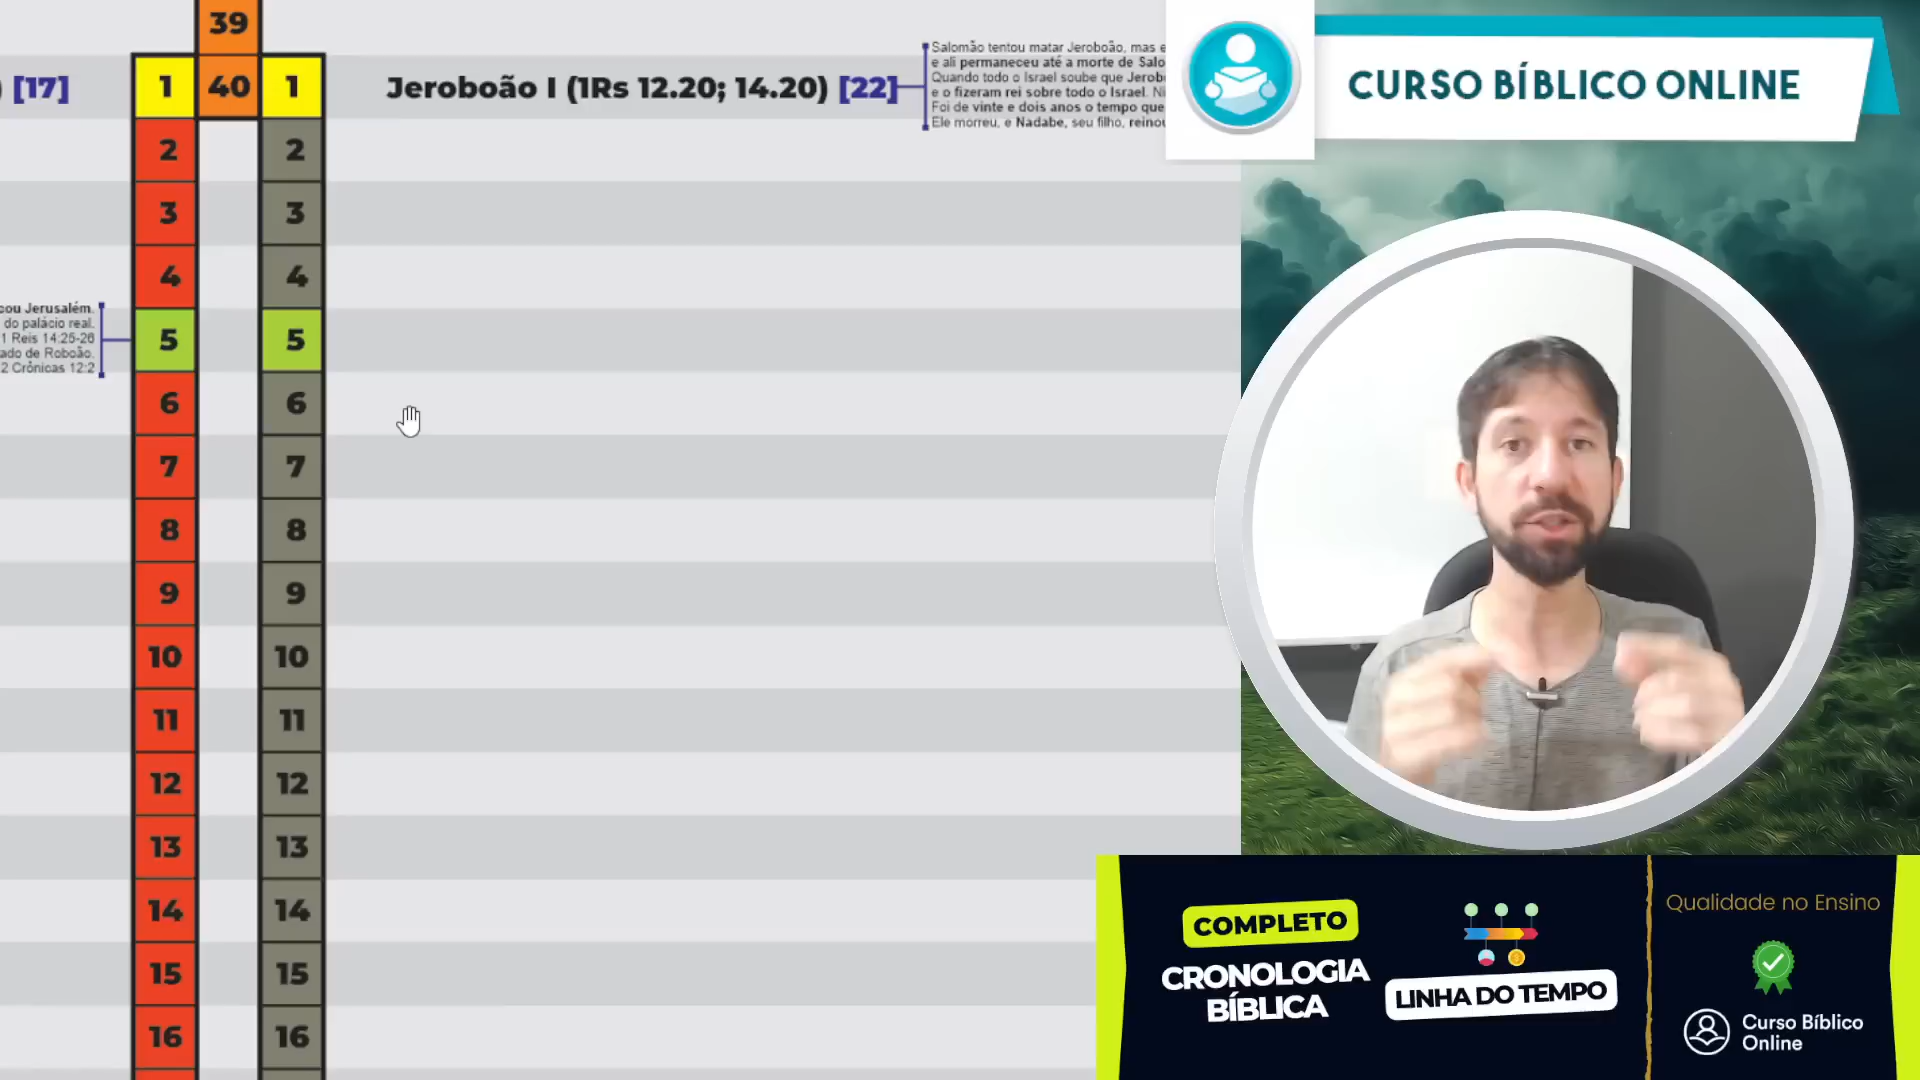 39
) [17] 1 40 1 Jeroboão I (1Rs 12.20; 14.20) [22]
Salomão tentou matar Jeroboão, mas e
e ali permaneceu até a morte de Salo
Quando todo o Israel soube que Jerob
e o fizeram rei sobre todo o Israel. Ni
Foi de vinte e dois anos o tempo que
Ele morreu, e Nadabe, seu filho, reinou
CURSO BÍBLICO ONLINE
2 2
3 3
4 4
cou Jerusalém.
do palácio real.
1 Reis 14:25-26
ado de Roboão.
2 Crônicas 12:2
5 5
6 6
7 7
8 8
9 9
10 10
11 11
12 12
13 13
14 14
15 15
16 16
COMPLETO
CRONOLOGIA
BÍBLICA
LINHA DO TEMPO
Qualidade no Ensino
Curso Bíblico
Online